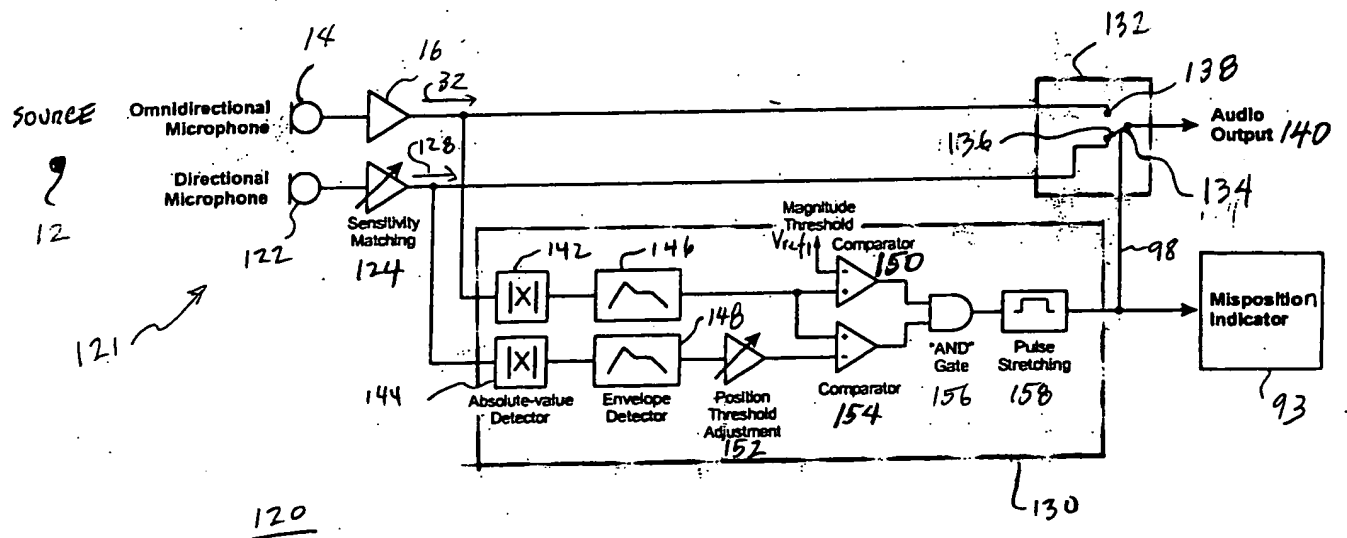 14
16
132
138
32
SOURCE
Omnidirectional
Microphone
Audio
Output 140
136
128
134
Directional
Microphone
12
122
Sensitivity
Matching
124
Magnitude
Threshold
Vref1
Comparator
150
98
142
146
|X|
Misposition
Indicator
148
121
|X|
"AND"
Gate
156
Pulse
Stretching
158
144
Absolute-value
Detector
Envelope
Detector
Position
Threshold
Adjustment
152
Comparator
154
93
130
120